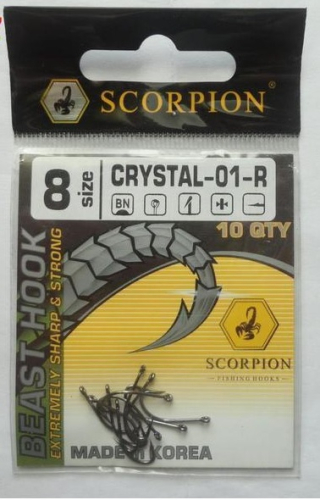 SCORPION®
8 size
CRYSTAL-01-R
BN
10 QTY
BEAST HOOK
EXTREMELY SHARP & STRONG
SCORPION
FISHING HOOKS
MADE IN KOREA